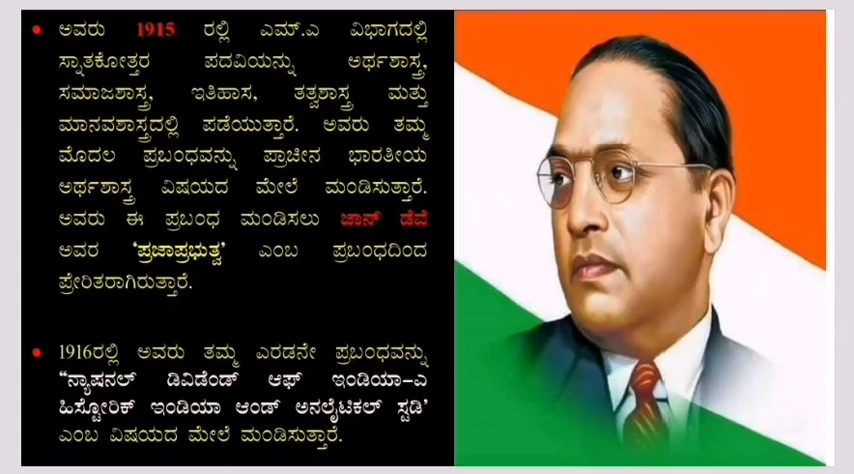 • ಅವರು 1915 ರಲ್ಲಿ ಎಮ್.ಎ ವಿಭಾಗದಲ್ಲಿ
ಸ್ನಾತಕೋತ್ತರ ಪದವಿಯನ್ನು ಅರ್ಥಶಾಸ್ತ್ರ,
ಸಮಾಜಶಾಸ್ತ್ರ, ಇತಿಹಾಸ, ತತ್ವಶಾಸ್ತ್ರ ಮತ್ತು
ಮಾನವಶಾಸ್ತ್ರದಲ್ಲಿ ಪಡೆಯುತ್ತಾರೆ. ಅವರು ತಮ್ಮ
ಮೊದಲ ಪ್ರಬಂಧವನ್ನು ಪ್ರಾಚೀನ ಭಾರತೀಯ
ಅರ್ಥಶಾಸ್ತ್ರ ವಿಷಯದ ಮೇಲೆ ಮಂಡಿಸುತ್ತಾರೆ.
ಅವರು ಈ ಪ್ರಬಂಧ ಮಂಡಿಸಲು ಜಾನ್ ಡೆವೆ
ಅವರ ‘ಪ್ರಜಾಪ್ರಭುತ್ವ’ ಎಂಬ ಪ್ರಬಂಧದಿಂದ
ಪ್ರೇರಿತರಾಗಿರುತ್ತಾರೆ.
• 1916ರಲ್ಲಿ ಅವರು ತಮ್ಮ ಎರಡನೇ ಪ್ರಬಂಧವನ್ನು
“ನ್ಯಾಷನಲ್ ಡಿವಿಡೆಂಡ್ ಆಫ್ ಇಂಡಿಯಾ–ಎ
ಹಿಸ್ಟೋರಿಕ್ ಇಂಡಿಯಾ ಆಂಡ್ ಅನಲೈಟಿಕಲ್ ಸ್ಟಡಿ’
ಎಂಬ ವಿಷಯದ ಮೇಲೆ ಮಂಡಿಸುತ್ತಾರೆ.